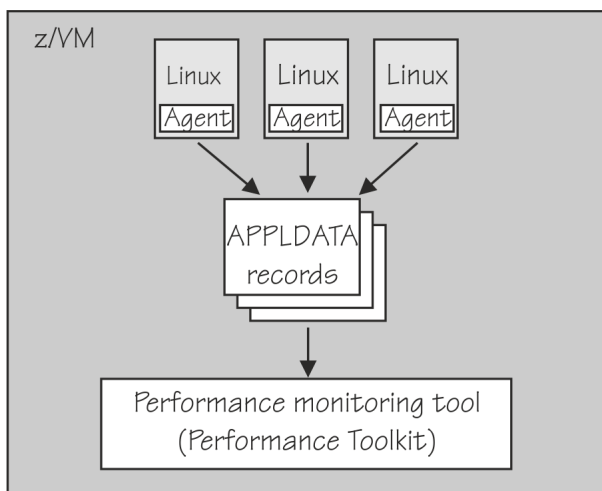 z/VM
Linux Linux Linux
Agent Agent Agent
APPLDATA
records
Performance monitoring tool
(Performance Toolkit)